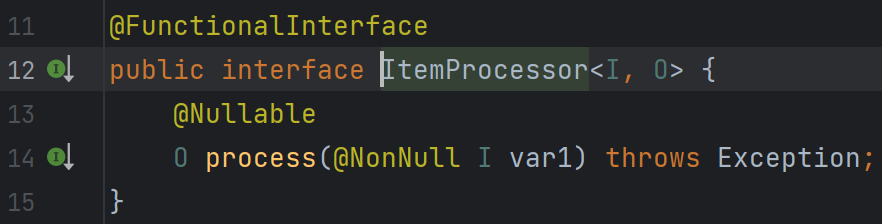 11 @FunctionalInterface
12 public interface ItemProcessor<I, O> {
13 @Nullable
14 O process(@NonNull I var1) throws Exception;
15 }